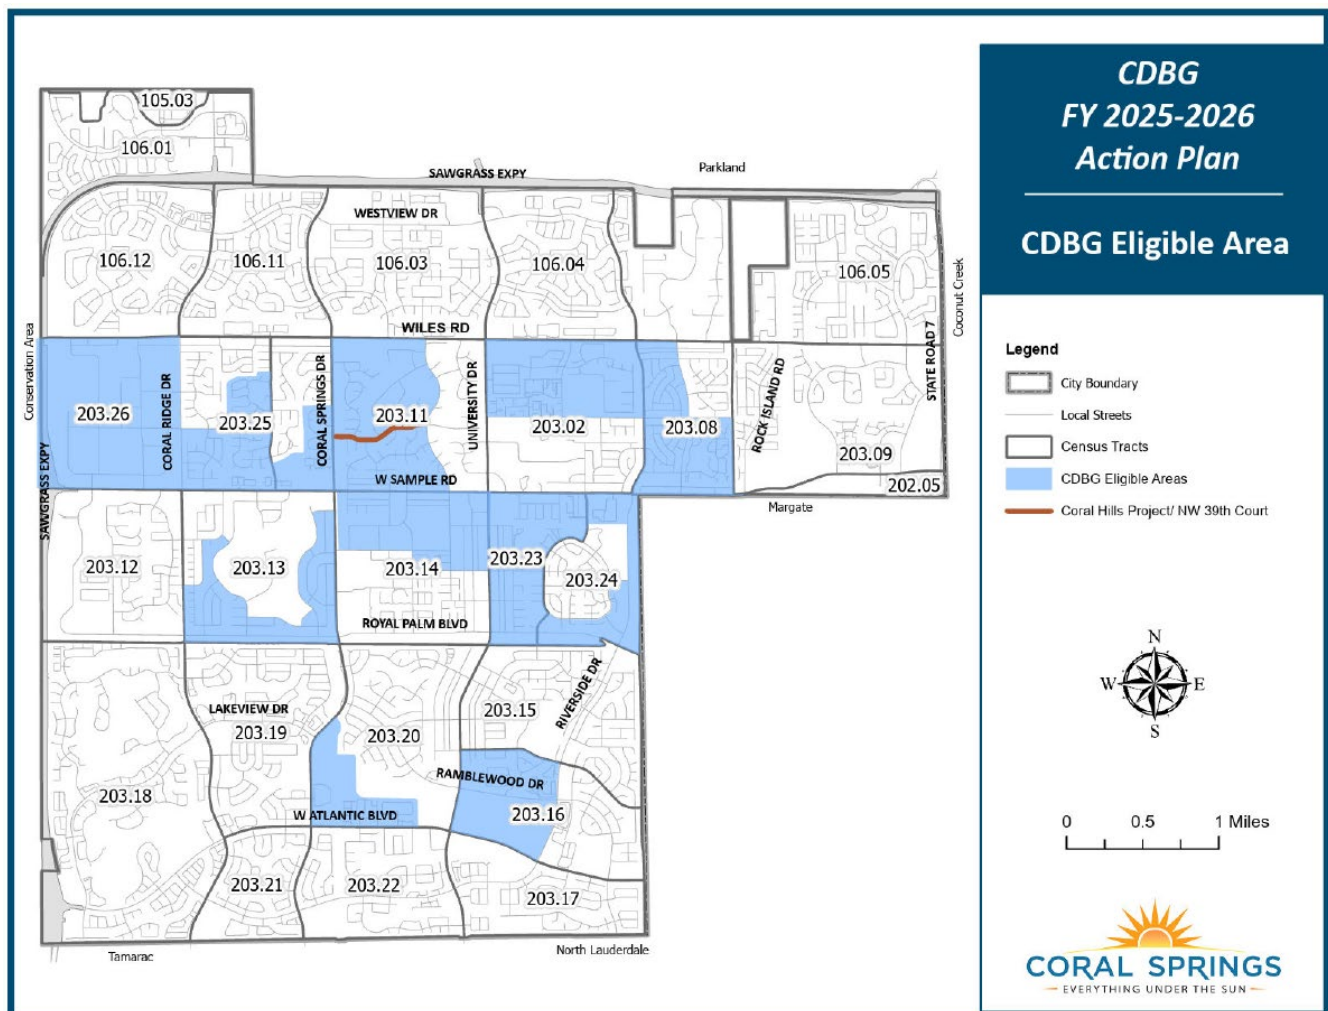 CDBG
FY 2025-2026
Action Plan
CDBG Eligible Area
105.03
106.01
SAWGRASS EXPY
Parkland
WESTVIEW DR
106.12
106.11
106.03
106.04
106.05
Conservation Area
Coconut Creek
STATE ROAD 7
WILES RD
CORAL RIDGE DR
CORAL SPRINGS DR
UNIVERSITY DR
ROCK ISLAND RD
203.26
203.25
203.11
203.02
203.08
203.09
202.05
W SAMPLE RD
SAWGRASS EXPY
Margate
203.12
203.13
203.14
203.23
203.24
ROYAL PALM BLVD
RIVERSIDE DR
LAKEVIEW DR
203.19
203.20
203.15
RAMBLEWOOD DR
203.18
203.16
W ATLANTIC BLVD
203.21
203.22
203.17
Tamarac
North Lauderdale
Legend
City Boundary
Local Streets
Census Tracts
CDBG Eligible Areas
Coral Hills Project/ NW 39th Court
N
W E
S
0 0.5 1 Miles
CORAL SPRINGS
EVERYTHING UNDER THE SUN